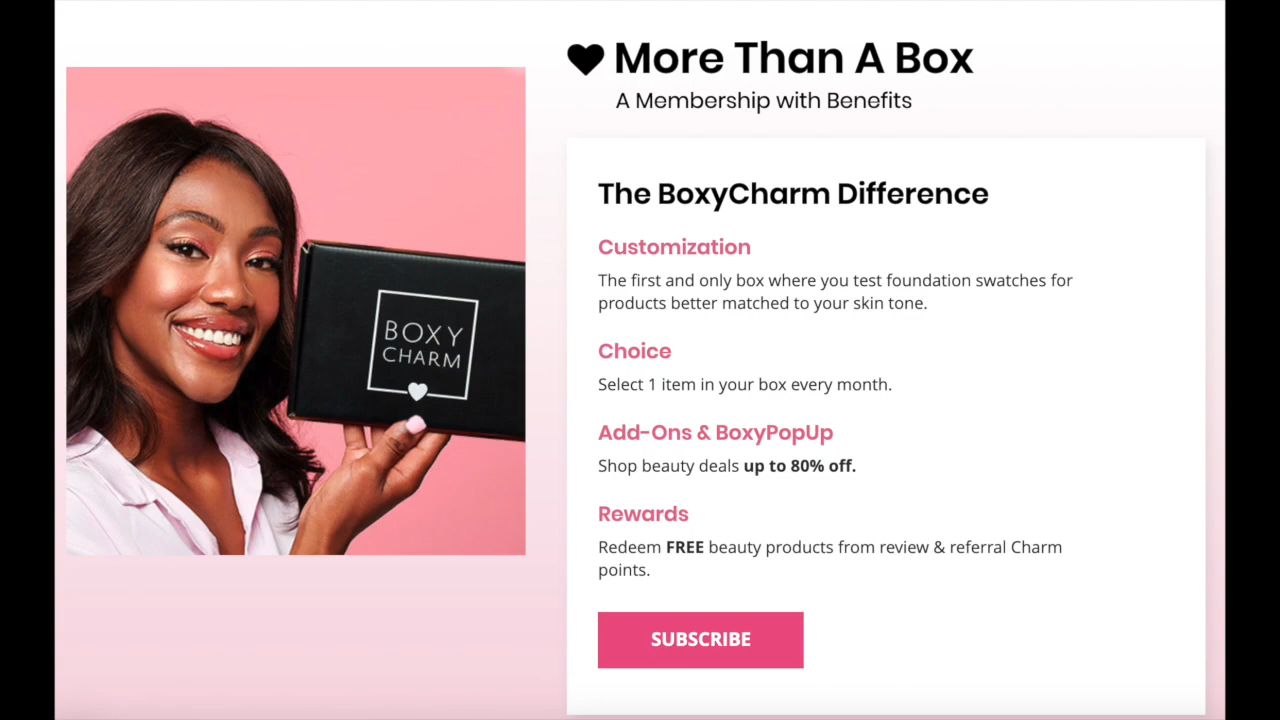 More Than A Box
A Membership with Benefits
BOXY
CHARM
The BoxyCharm Difference
Customization
The first and only box where you test foundation swatches for
products better matched to your skin tone.
Choice
Select 1 item in your box every month.
Add-Ons & BoxyPopUp
Shop beauty deals up to 80% off.
Rewards
Redeem FREE beauty products from review & referral Charm
points.
SUBSCRIBE